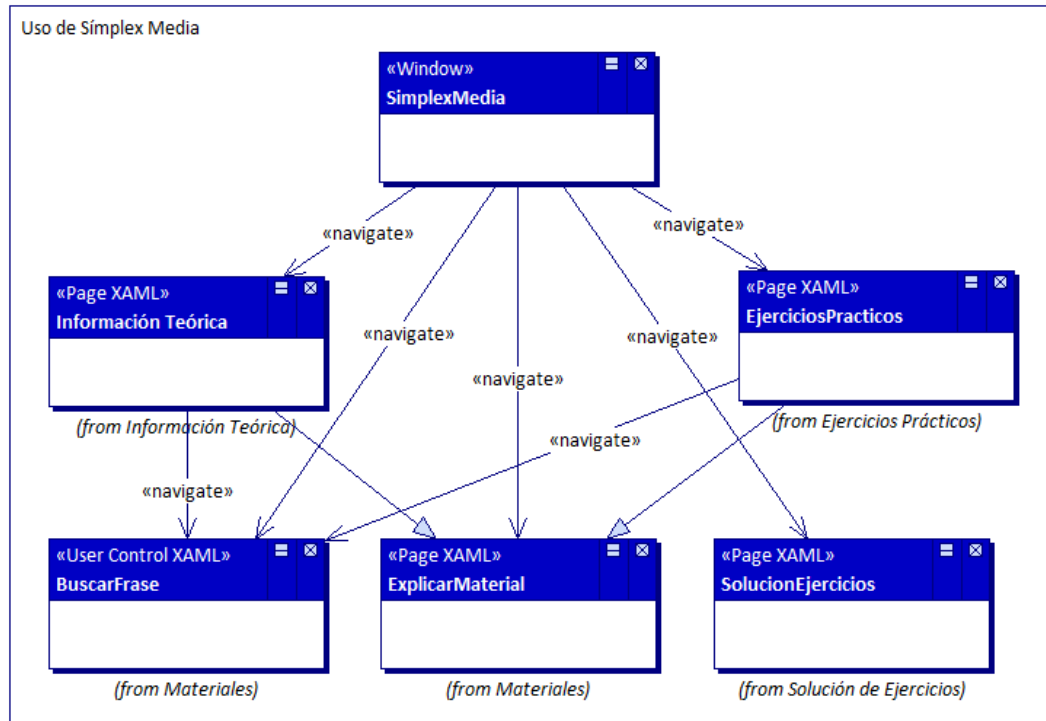 Uso de Símplex Media
«Window»
SimplexMedia
«navigate»
«navigate»
«Page XAML»
Información Teórica
«Page XAML»
EjerciciosPracticos
«navigate»
«navigate»
«navigate»
(from Información Teórica)
(from Ejercicios Prácticos)
«navigate»
«navigate»
«User Control XAML»
BuscarFrase
«Page XAML»
ExplicarMaterial
«Page XAML»
SolucionEjercicios
(from Materiales)
(from Materiales)
(from Solución de Ejercicios)